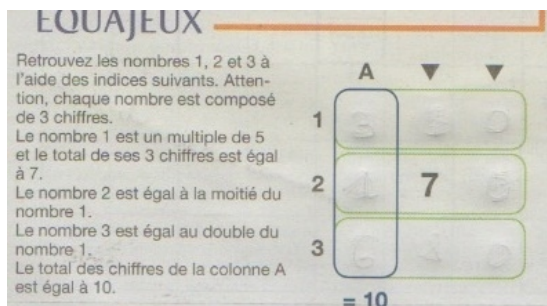 EQUAJEUX
Retrouvez les nombres 1, 2 et 3 à
l'aide des indices suivants. Atten-
tion, chaque nombre est composé
de 3 chiffres.
Le nombre 1 est un multiple de 5
et le total de ses 3 chiffres est égal
à 7.
Le nombre 2 est égal à la moitié du
nombre 1.
Le nombre 3 est égal au double du
nombre 1.
Le total des chiffres de la colonne A
est égal à 10.
A ▼ ▼
1
2 7
3
= 10